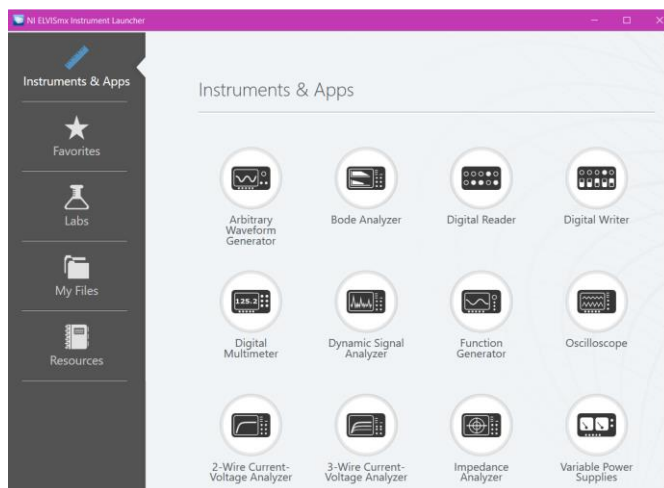 NI ELVISmx Instrument Launcher
Instruments & Apps
Favorites
Labs
My Files
Resources
Instruments & Apps
Arbitrary
Waveform
Generator
Bode Analyzer
Digital Reader
Digital Writer
125.2
Digital
Multimeter
Dynamic Signal
Analyzer
Function
Generator
Oscilloscope
2-Wire Current-
Voltage Analyzer
3-Wire Current-
Voltage Analyzer
Impedance
Analyzer
Variable Power
Supplies